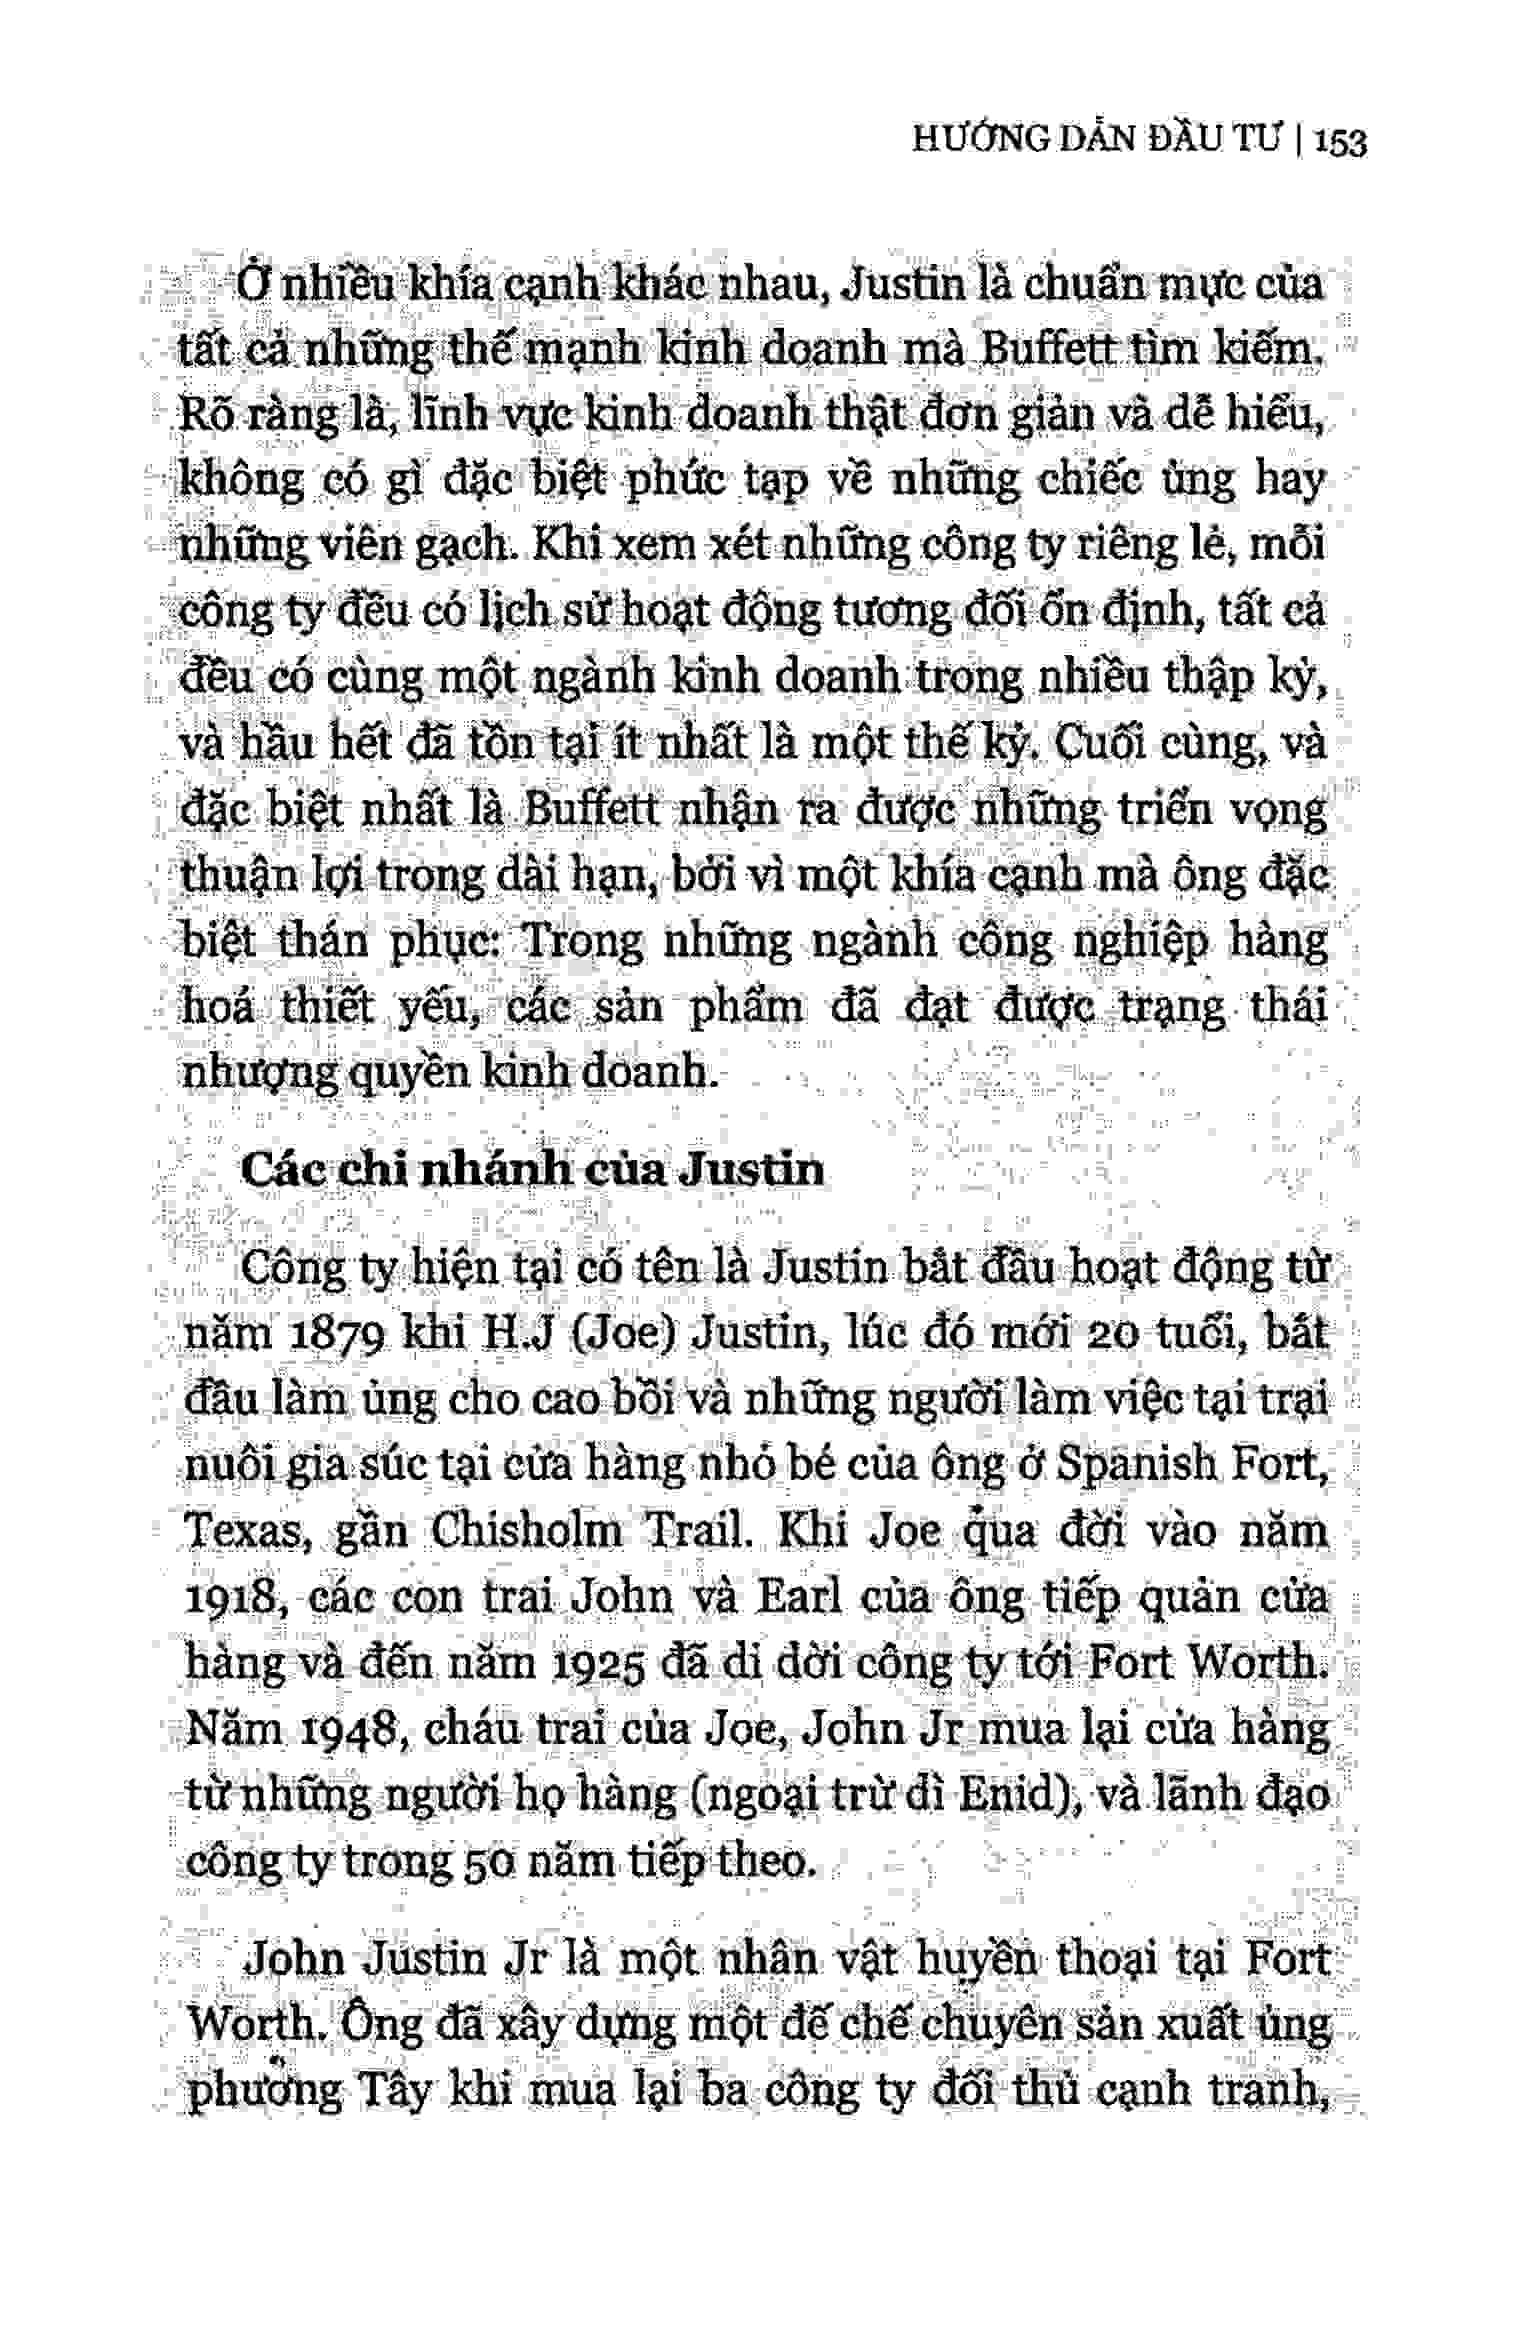 HƯỚNG DẪN ĐẦU TƯ | 153
Ở nhiều khía cạnh khác nhau, Justin là chuẩn mực của
tất cả những thế mạnh kinh doanh mà Buffett tìm kiếm.
Rõ ràng là, lĩnh vực kinh doanh thật đơn giản và dễ hiểu,
không có gì đặc biệt phức tạp về những chiếc ủng hay
những viên gạch. Khi xem xét những công ty riêng lẻ, mỗi
công ty đều có lịch sử hoạt động tương đối ổn định, tất cả
đều có cùng một ngành kinh doanh trong nhiều thập kỷ,
và hầu hết đã tồn tại ít nhất là một thế kỷ. Cuối cùng, và
đặc biệt nhất là Buffett nhận ra được những triển vọng
thuận lợi trong dài hạn, bởi vì một khía cạnh mà ông đặc
biệt thán phục: Trong những ngành công nghiệp hàng
hoá thiết yếu, các sản phẩm đã đạt được trạng thái
nhượng quyền kinh doanh.
Các chi nhánh của Justin
Công ty hiện tại có tên là Justin bắt đầu hoạt động từ
năm 1879 khi H.J (Joe) Justin, lúc đó mới 20 tuổi, bắt
đầu làm ủng cho cao bồi và những người làm việc tại trại
nuôi gia súc tại cửa hàng nhỏ bé của ông ở Spanish Fort,
Texas, gần Chisholm Trail. Khi Joe qua đời vào năm
1918, các con trai John và Earl của ông tiếp quản cửa
hàng và đến năm 1925 đã di dời công ty tới Fort Worth.
Năm 1948, cháu trai của Joe, John Jr mua lại cửa hàng
từ những người họ hàng (ngoại trừ dì Enid), và lãnh đạo
công ty trong 50 năm tiếp theo.
John Justin Jr là một nhân vật huyền thoại tại Fort
Worth. Ông đã xây dựng một đế chế chuyên sản xuất ủng
phương Tây khi mua lại ba công ty đối thủ cạnh tranh,